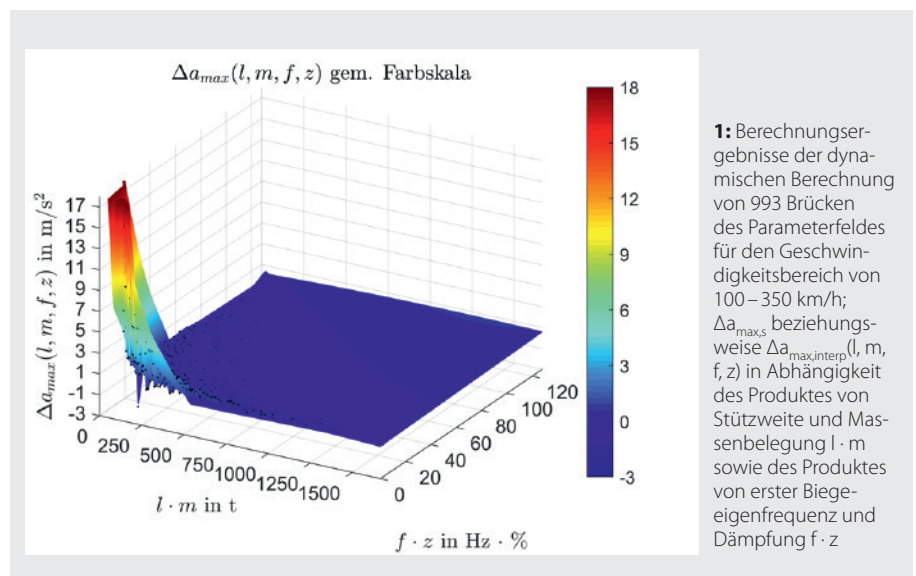 Δa_max(l, m, f, z) gem. Farbskala
18
15
12
9
6
3
0
-3
Δa_max(l, m, f, z) in m/s²
17
15
13
11
9
7
5
3
1
-1
-3
0
250
500
750
1000
1250
1500
l · m in t
0
20
40
60
80
100
120
f · z in Hz · %
1: Berechnungser-
gebnisse der dyna-
mischen Berechnung
von 993 Brücken
des Parameterfeldes
für den Geschwin-
digkeitsbereich von
100 – 350 km/h;
Δa_max,s beziehungs-
weise Δa_max,interp(l, m,
f, z) in Abhängigkeit
des Produktes von
Stützweite und Mas-
senbelegung l · m
sowie des Produktes
von erster Biege-
eigenfrequenz und
Dämpfung f · z